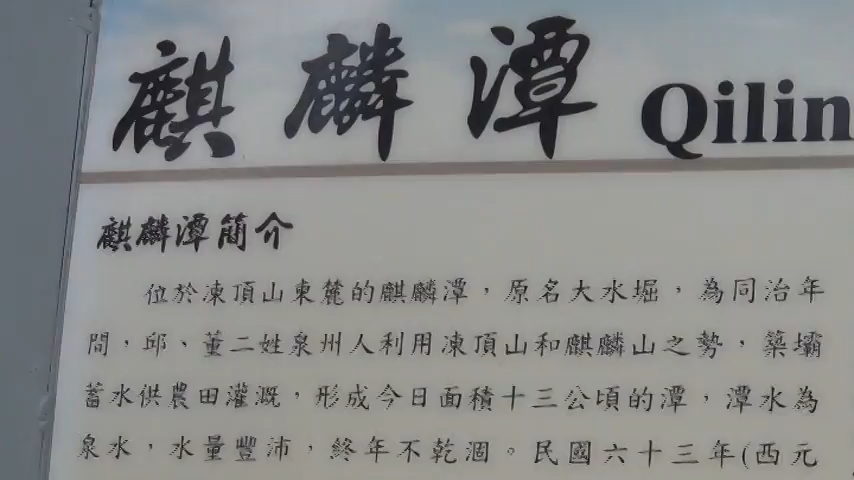 麒麟潭 Qilin
麒麟潭簡介
位於凍頂山東麓的麒麟潭，原名大水堀，為同治年
間，邱、董二姓泉州人利用凍頂山和麒麟山之勢，築壩
蓄水供農田灌溉，形成今日面積十三公頃的潭，潭水為
泉水，水量豐沛，終年不乾涸。民國六十三年(西元